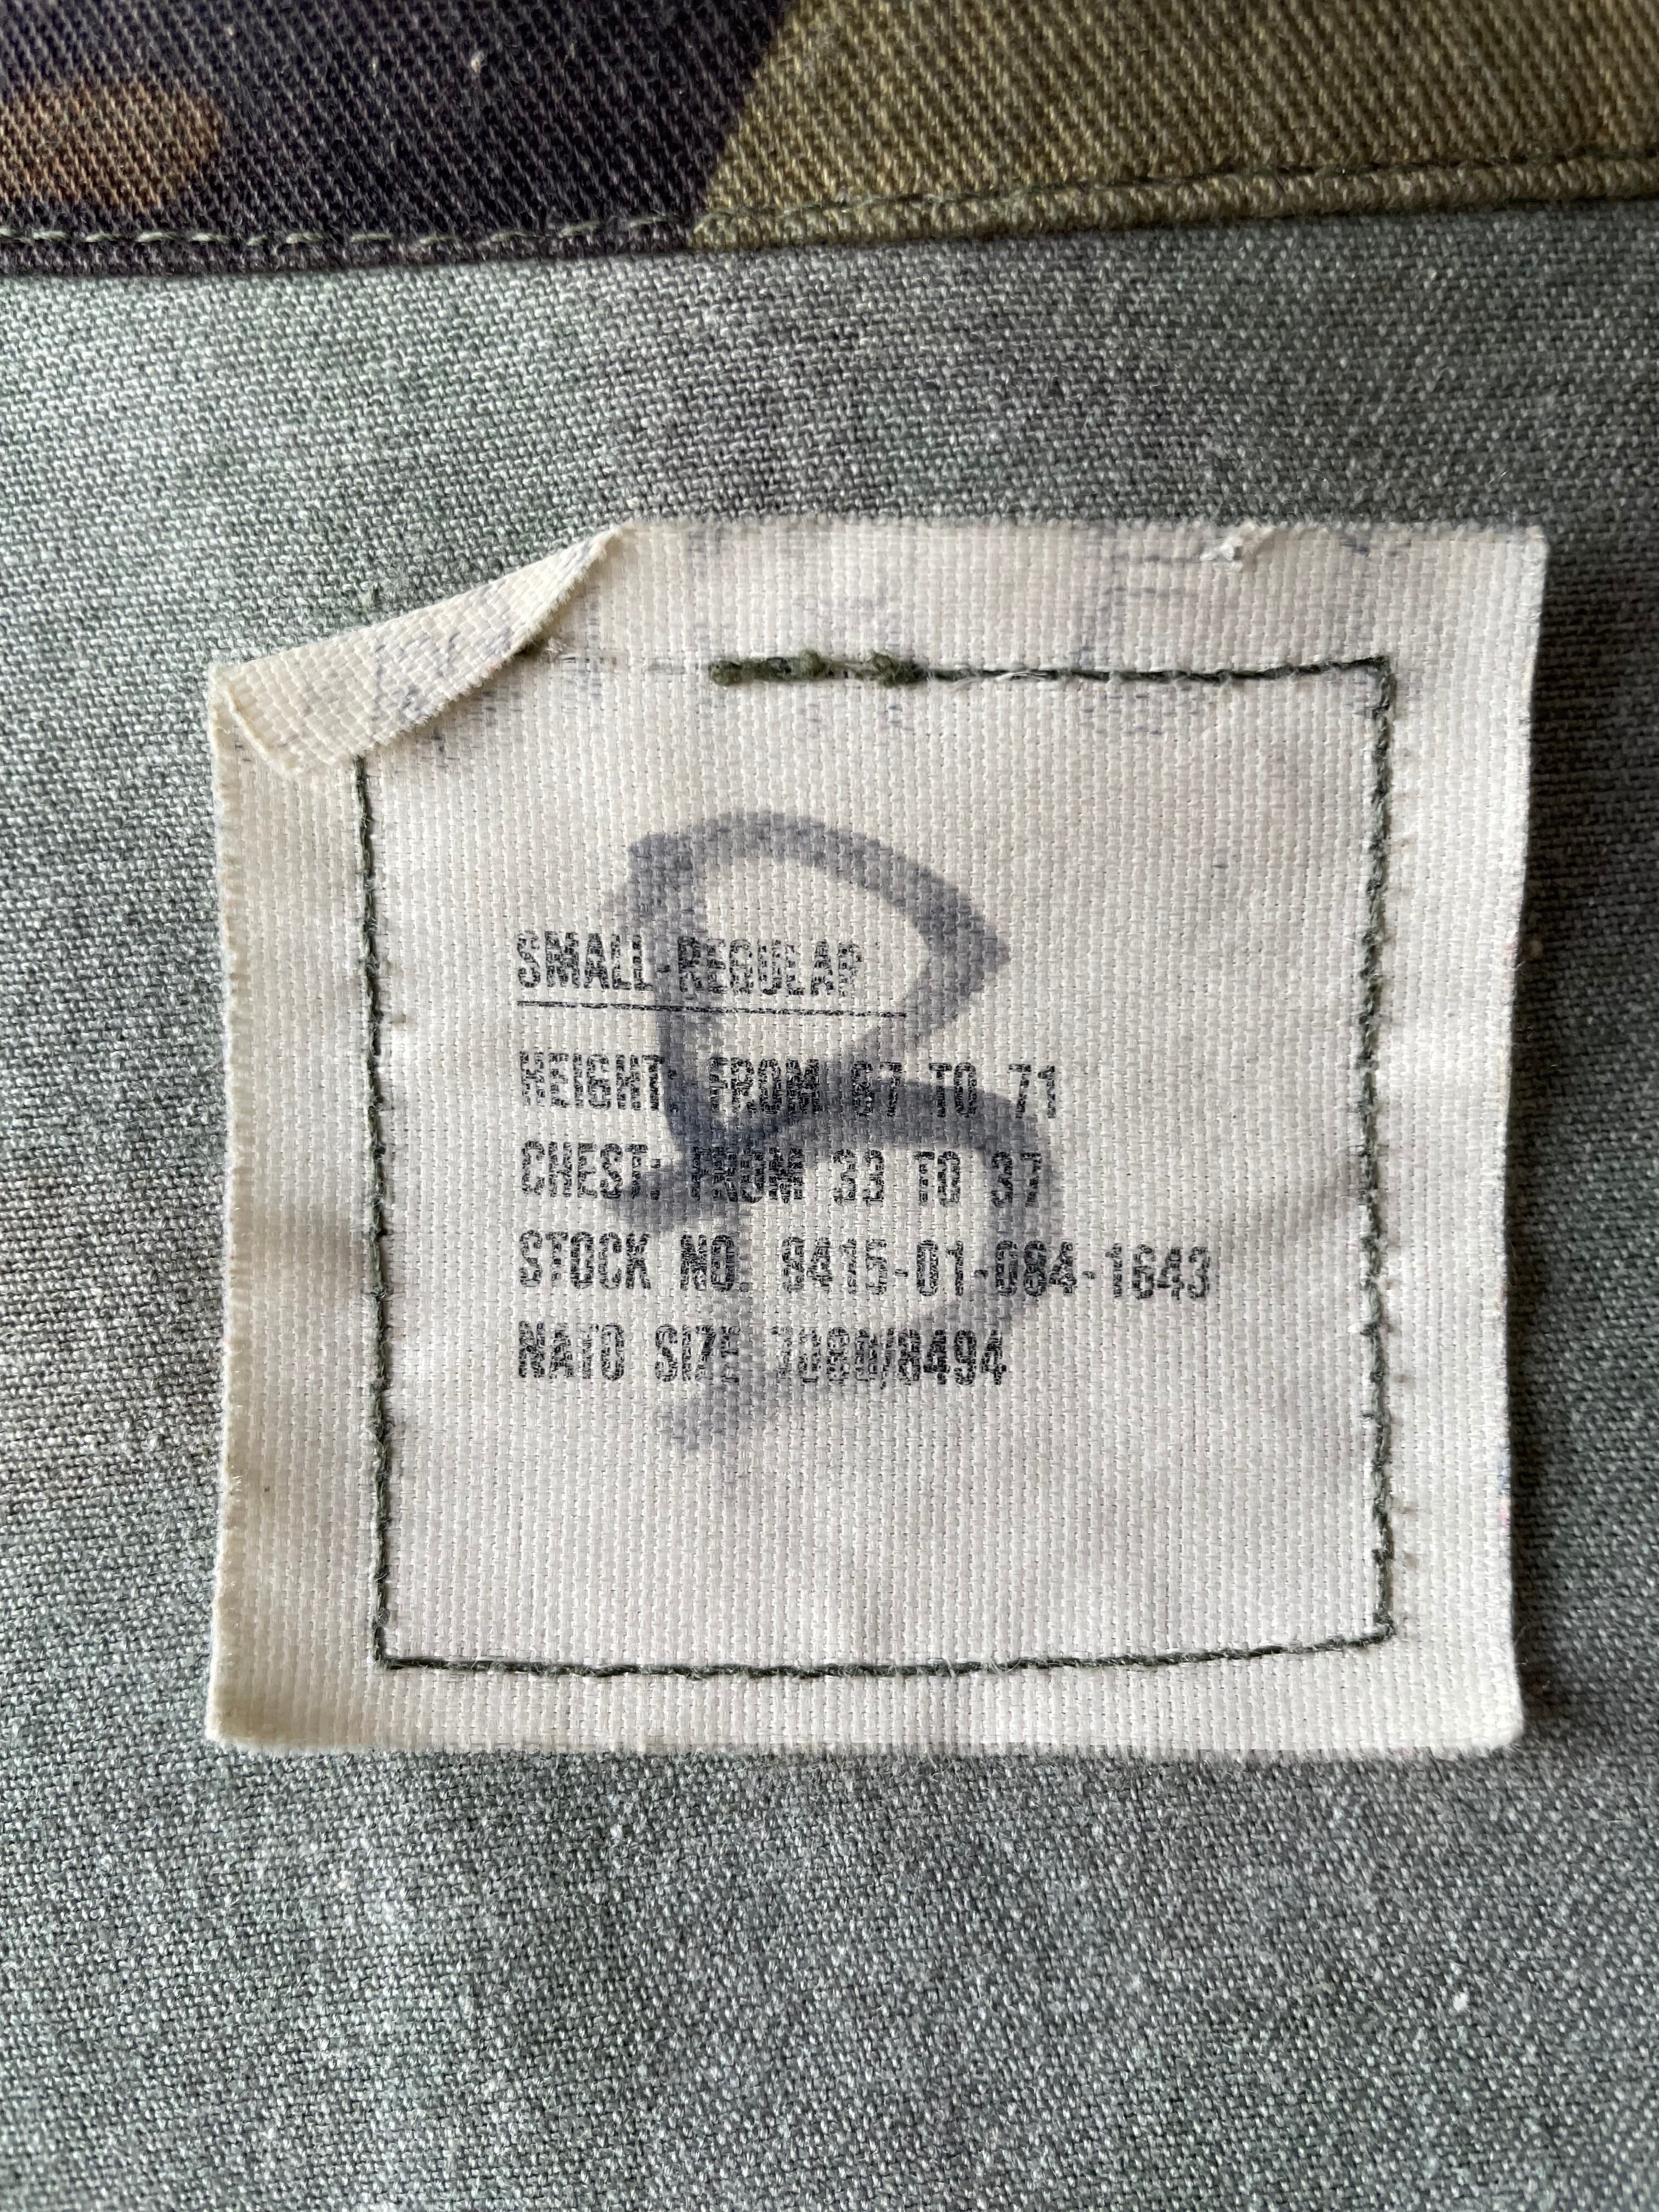 SMALL-REGULAR
HEIGHT: FROM 67 TO 71
CHEST: FROM 33 TO 37
STOCK NO. 8415-01-084-1643
NATO SIZE 7080/8494